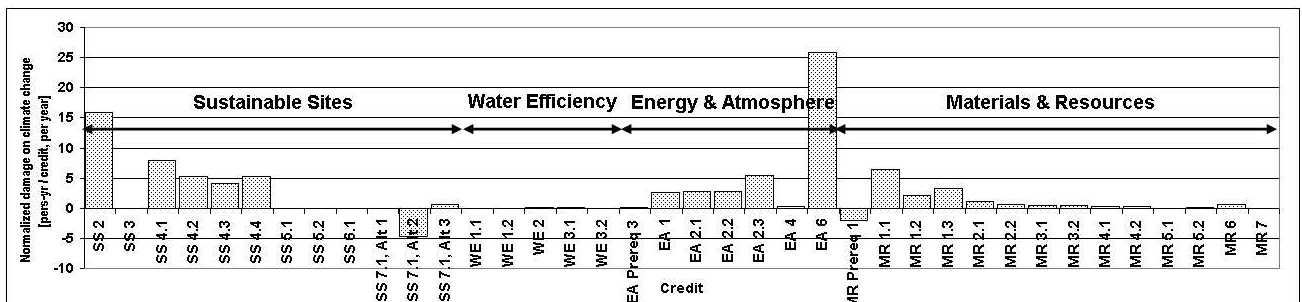 Normalized damage on climate change
[pers-yr / credit, per year]
30
25
20
15
10
5
0
-5
-10
Sustainable Sites
Water Efficiency
Energy & Atmosphere
Materials & Resources
SS 2
SS 3
SS 4.1
SS 4.2
SS 4.3
SS 4.4
SS 5.1
SS 5.2
SS 6.1
SS 7.1, Alt 1
SS 7.1, Alt 2
SS 7.1, Alt 3
WE 1.1
WE 1.2
WE 2
WE 3.1
WE 3.2
EA Prereq 3
EA 1
EA 2.1
EA 2.2
EA 2.3
EA 4
EA 6
MR Prereq 1
MR 1.1
MR 1.2
MR 1.3
MR 2.1
MR 2.2
MR 3.1
MR 3.2
MR 4.1
MR 4.2
MR 5.1
MR 5.2
MR 6
MR 7
Credit